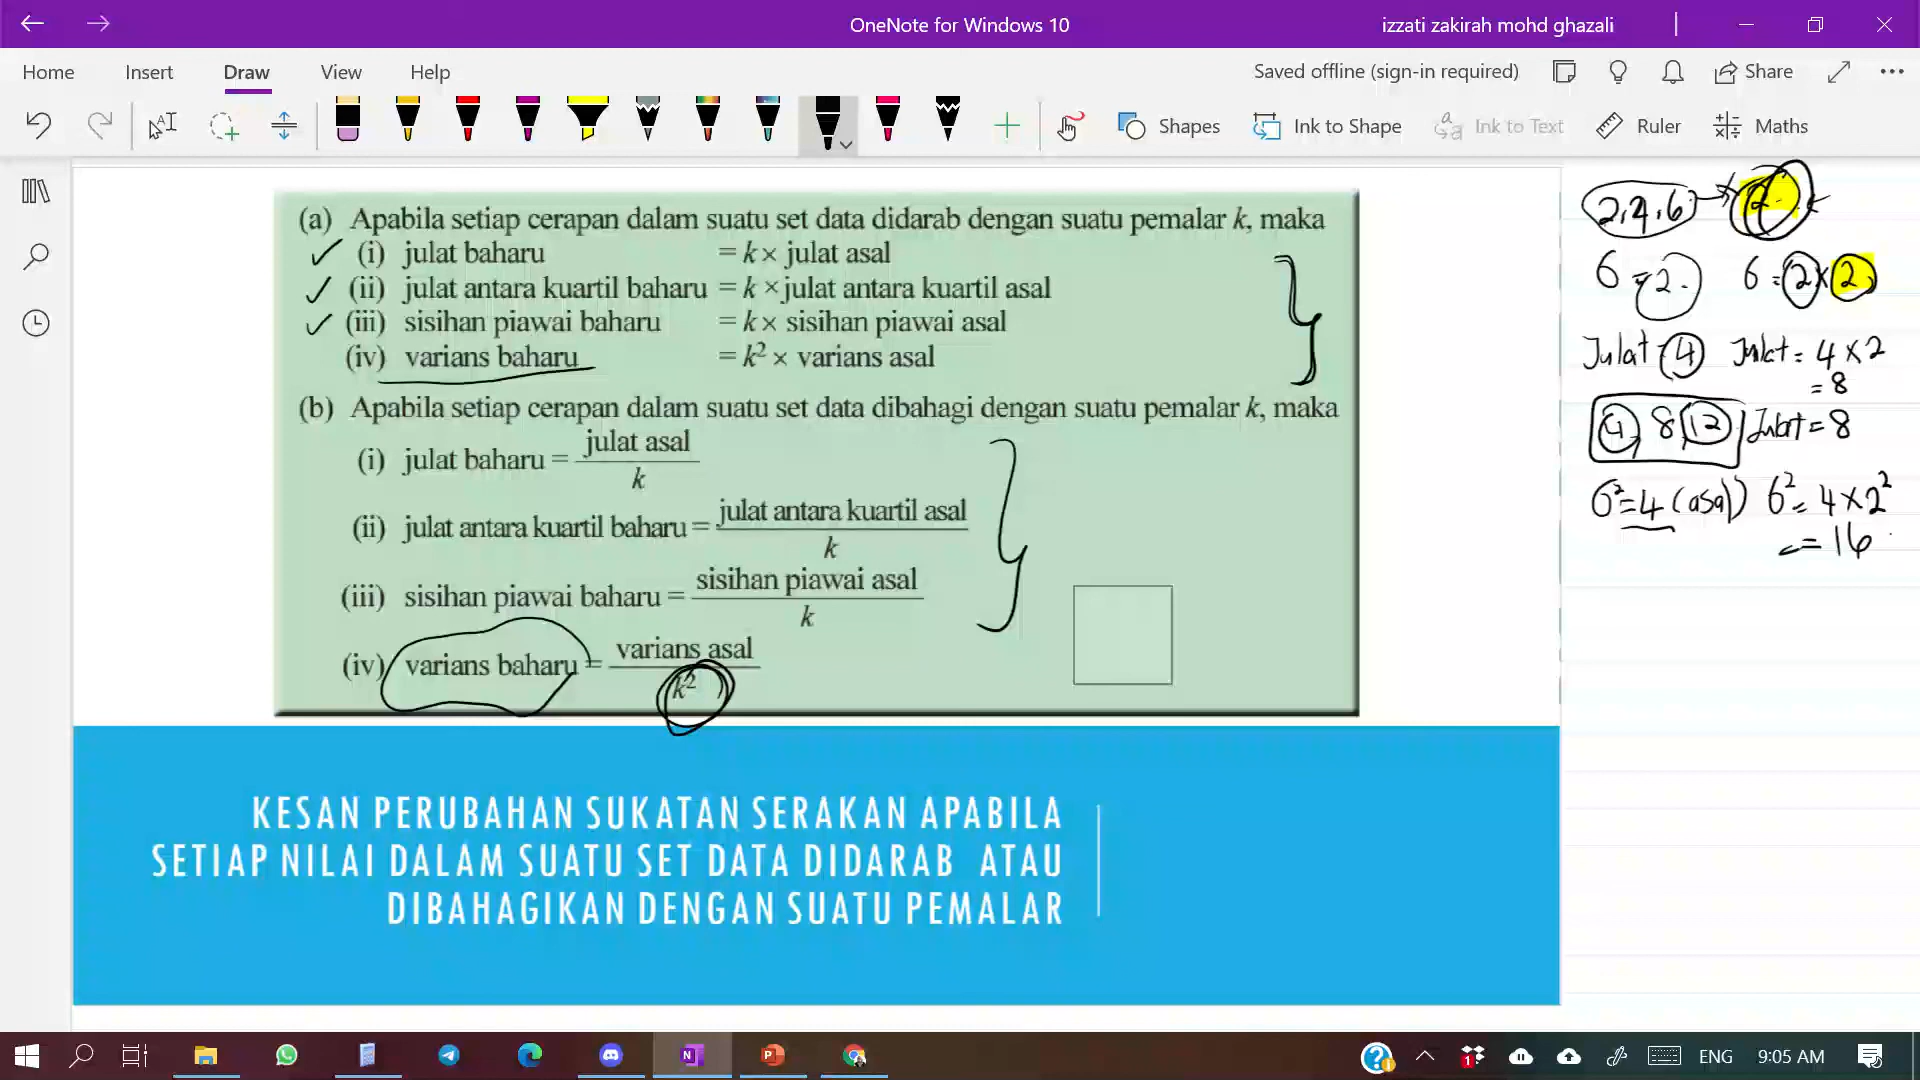 OneNote for Windows 10
izzati zakirah mohd ghazali
Home Insert Draw View Help
Saved offline (sign-in required)
Share
Shapes
Ink to Shape
Ink to Text
Ruler
Maths
(a) Apabila setiap cerapan dalam suatu set data didarab dengan suatu pemalar k, maka
(i) julat baharu = k × julat asal
(ii) julat antara kuartil baharu = k × julat antara kuartil asal
(iii) sisihan piawai baharu = k × sisihan piawai asal
(iv) varians baharu = k² × varians asal
(b) Apabila setiap cerapan dalam suatu set data dibahagi dengan suatu pemalar k, maka
(i) julat baharu = julat asal
k
(ii) julat antara kuartil baharu = julat antara kuartil asal
k
(iii) sisihan piawai baharu = sisihan piawai asal
k
(iv) varians baharu = varians asal
k²
KESAN PERUBAHAN SUKATAN SERAKAN APABILA
SETIAP NILAI DALAM SUATU SET DATA DIDARAB ATAU
DIBAHAGIKAN DENGAN SUATU PEMALAR
2,4,6 → × 2
6 = 2 6 = 2 × 2
Julat = 4 Julat = 4 × 2
= 8
4, 8, 12 Julat = 8
σ² = 4 (asal) 6² = 4 × 2²
= 16
ENG
9:05 AM